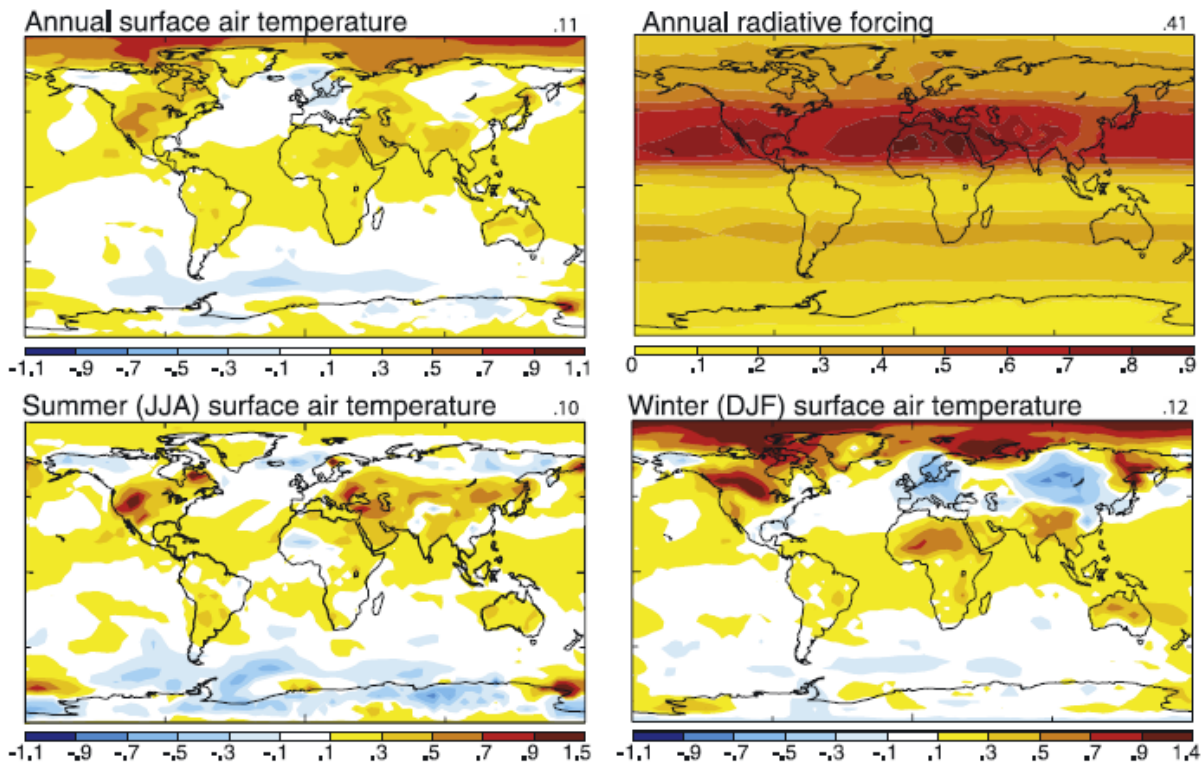 Annual surface air temperature .11
Annual radiative forcing .41
-1.1 -.9 -.7 -.5 -.3 -.1 .1 .3 .5 .7 .9 1.1
0 .1 .2 .3 .4 .5 .6 .7 .8 .9
Summer (JJA) surface air temperature .10
Winter (DJF) surface air temperature .12
-1.1 -.9 -.7 -.5 -.3 -.1 .1 .3 .5 .7 .9 1.5
-1.1 -.9 -.7 -.5 -.3 -.1 .1 .3 .5 .7 .9 1.4